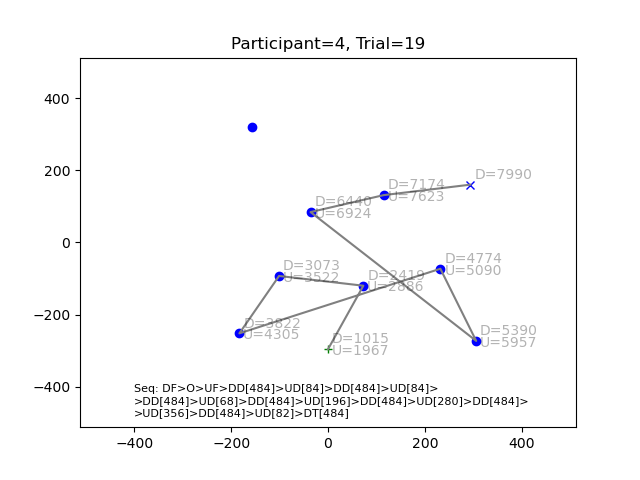 Participant=4, Trial=19
400
200
0
−200
−400
D=7990
D=7174
U=7623
D=6440
U=6924
D=4774
U=5090
D=3073
U=3522
D=2419
U=2886
D=3822
U=4305
D=5390
U=5957
D=1015
U=1967
Seq: DF>O>UF>DD[484]>UD[84]>DD[484]>UD[84]>
>DD[484]>UD[68]>DD[484]>UD[196]>DD[484]>UD[280]>DD[484]>
>UD[356]>DD[484]>UD[82]>DT[484]
−400 −200 0 200 400